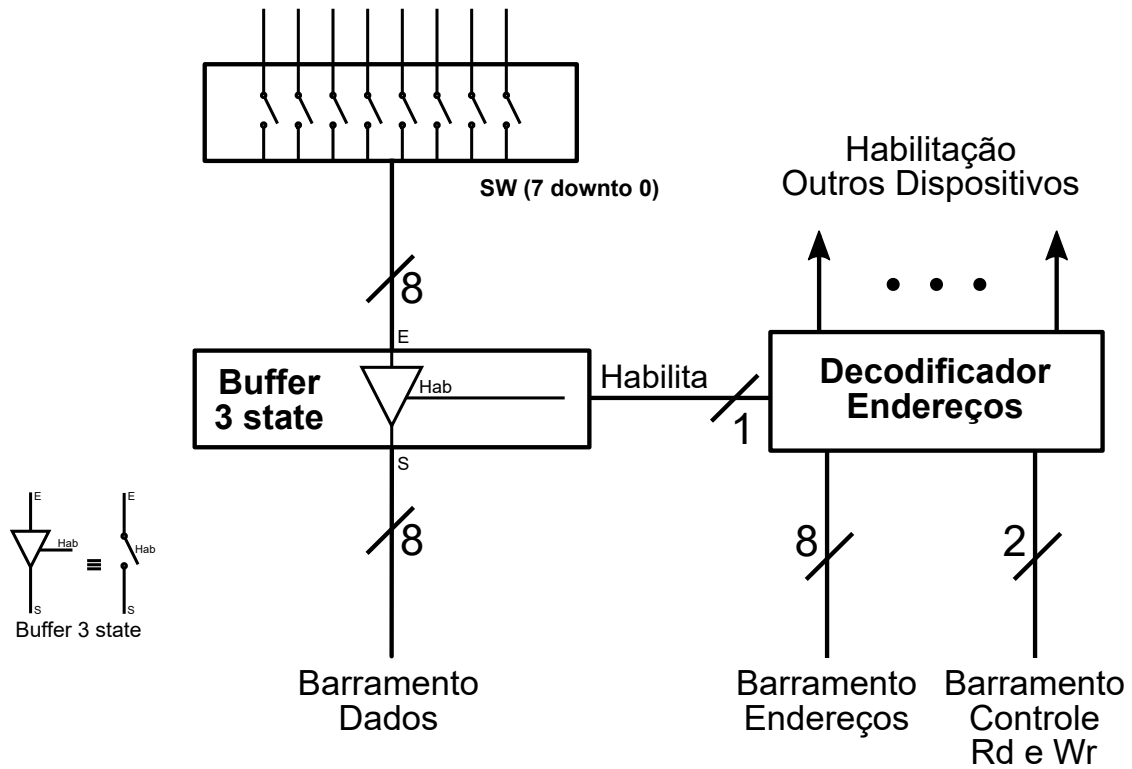 SW (7 downto 0)
Habilitação
Outros Dispositivos
8
E
Buffer
3 state
Hab
Habilita
1
Decodificador
Endereços
S
8
8
2
E
Hab
S
E
Hab
S
Buffer 3 state
Barramento
Dados
Barramento
Endereços
Barramento
Controle
Rd e Wr